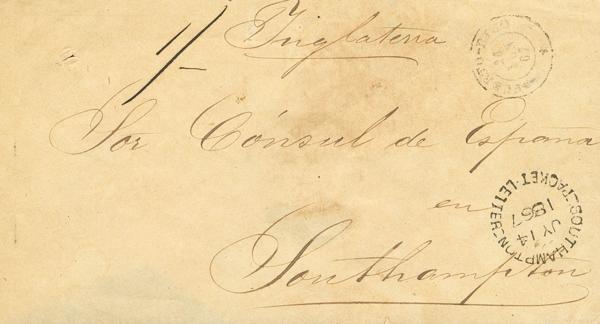 1/-
Inglaterra
Sor Cónsul de España
en
Southampton
SOUTHAMPTON-PACKET-LETTER
JY 14
1867